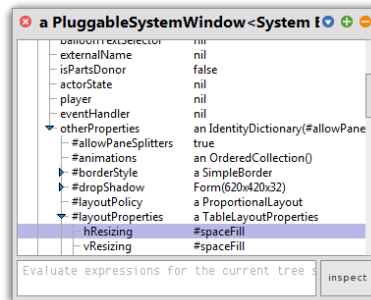 a PluggableSystemWindow<System
balloonTextSelector nil
externalName nil
isPartsDonor false
actorState nil
player nil
eventHandler nil
otherProperties an IdentityDictionary(#allowPane
#allowPaneSplitters true
#animations an OrderedCollection()
#borderStyle a SimpleBorder
#dropShadow Form(620x420x32)
#layoutPolicy a ProportionalLayout
#layoutProperties a TableLayoutProperties
hResizing #spaceFill
vResizing #spaceFill
Evaluate expressions for the current tree
inspect